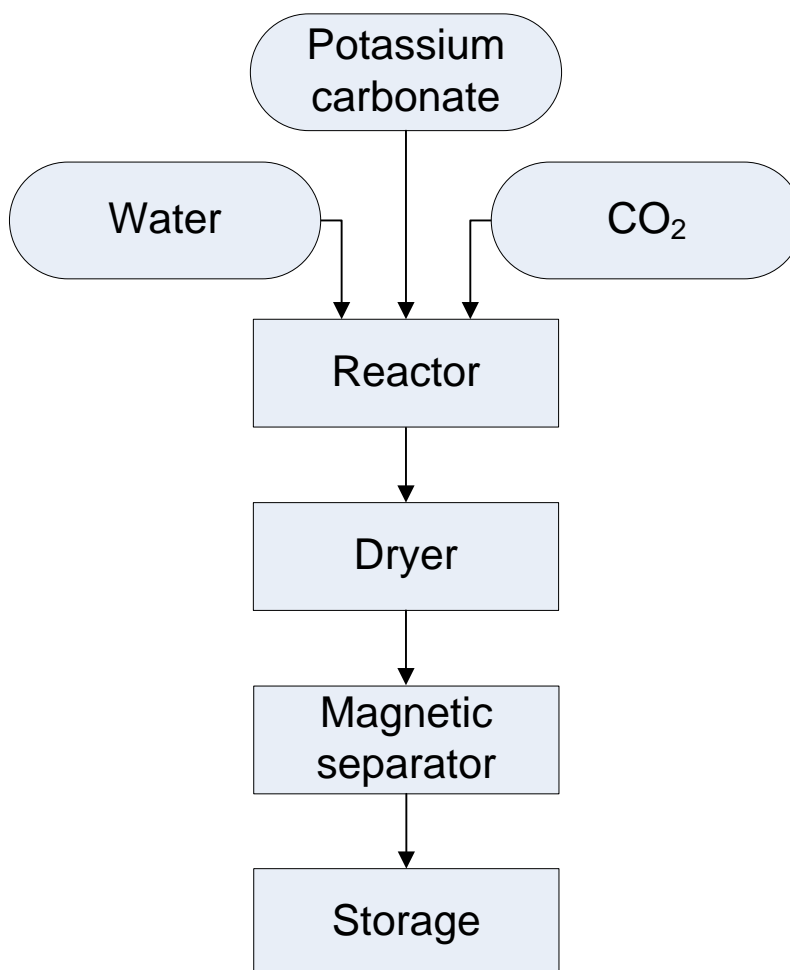 Potassium
carbonate
Water
CO₂
Reactor
Dryer
Magnetic
separator
Storage